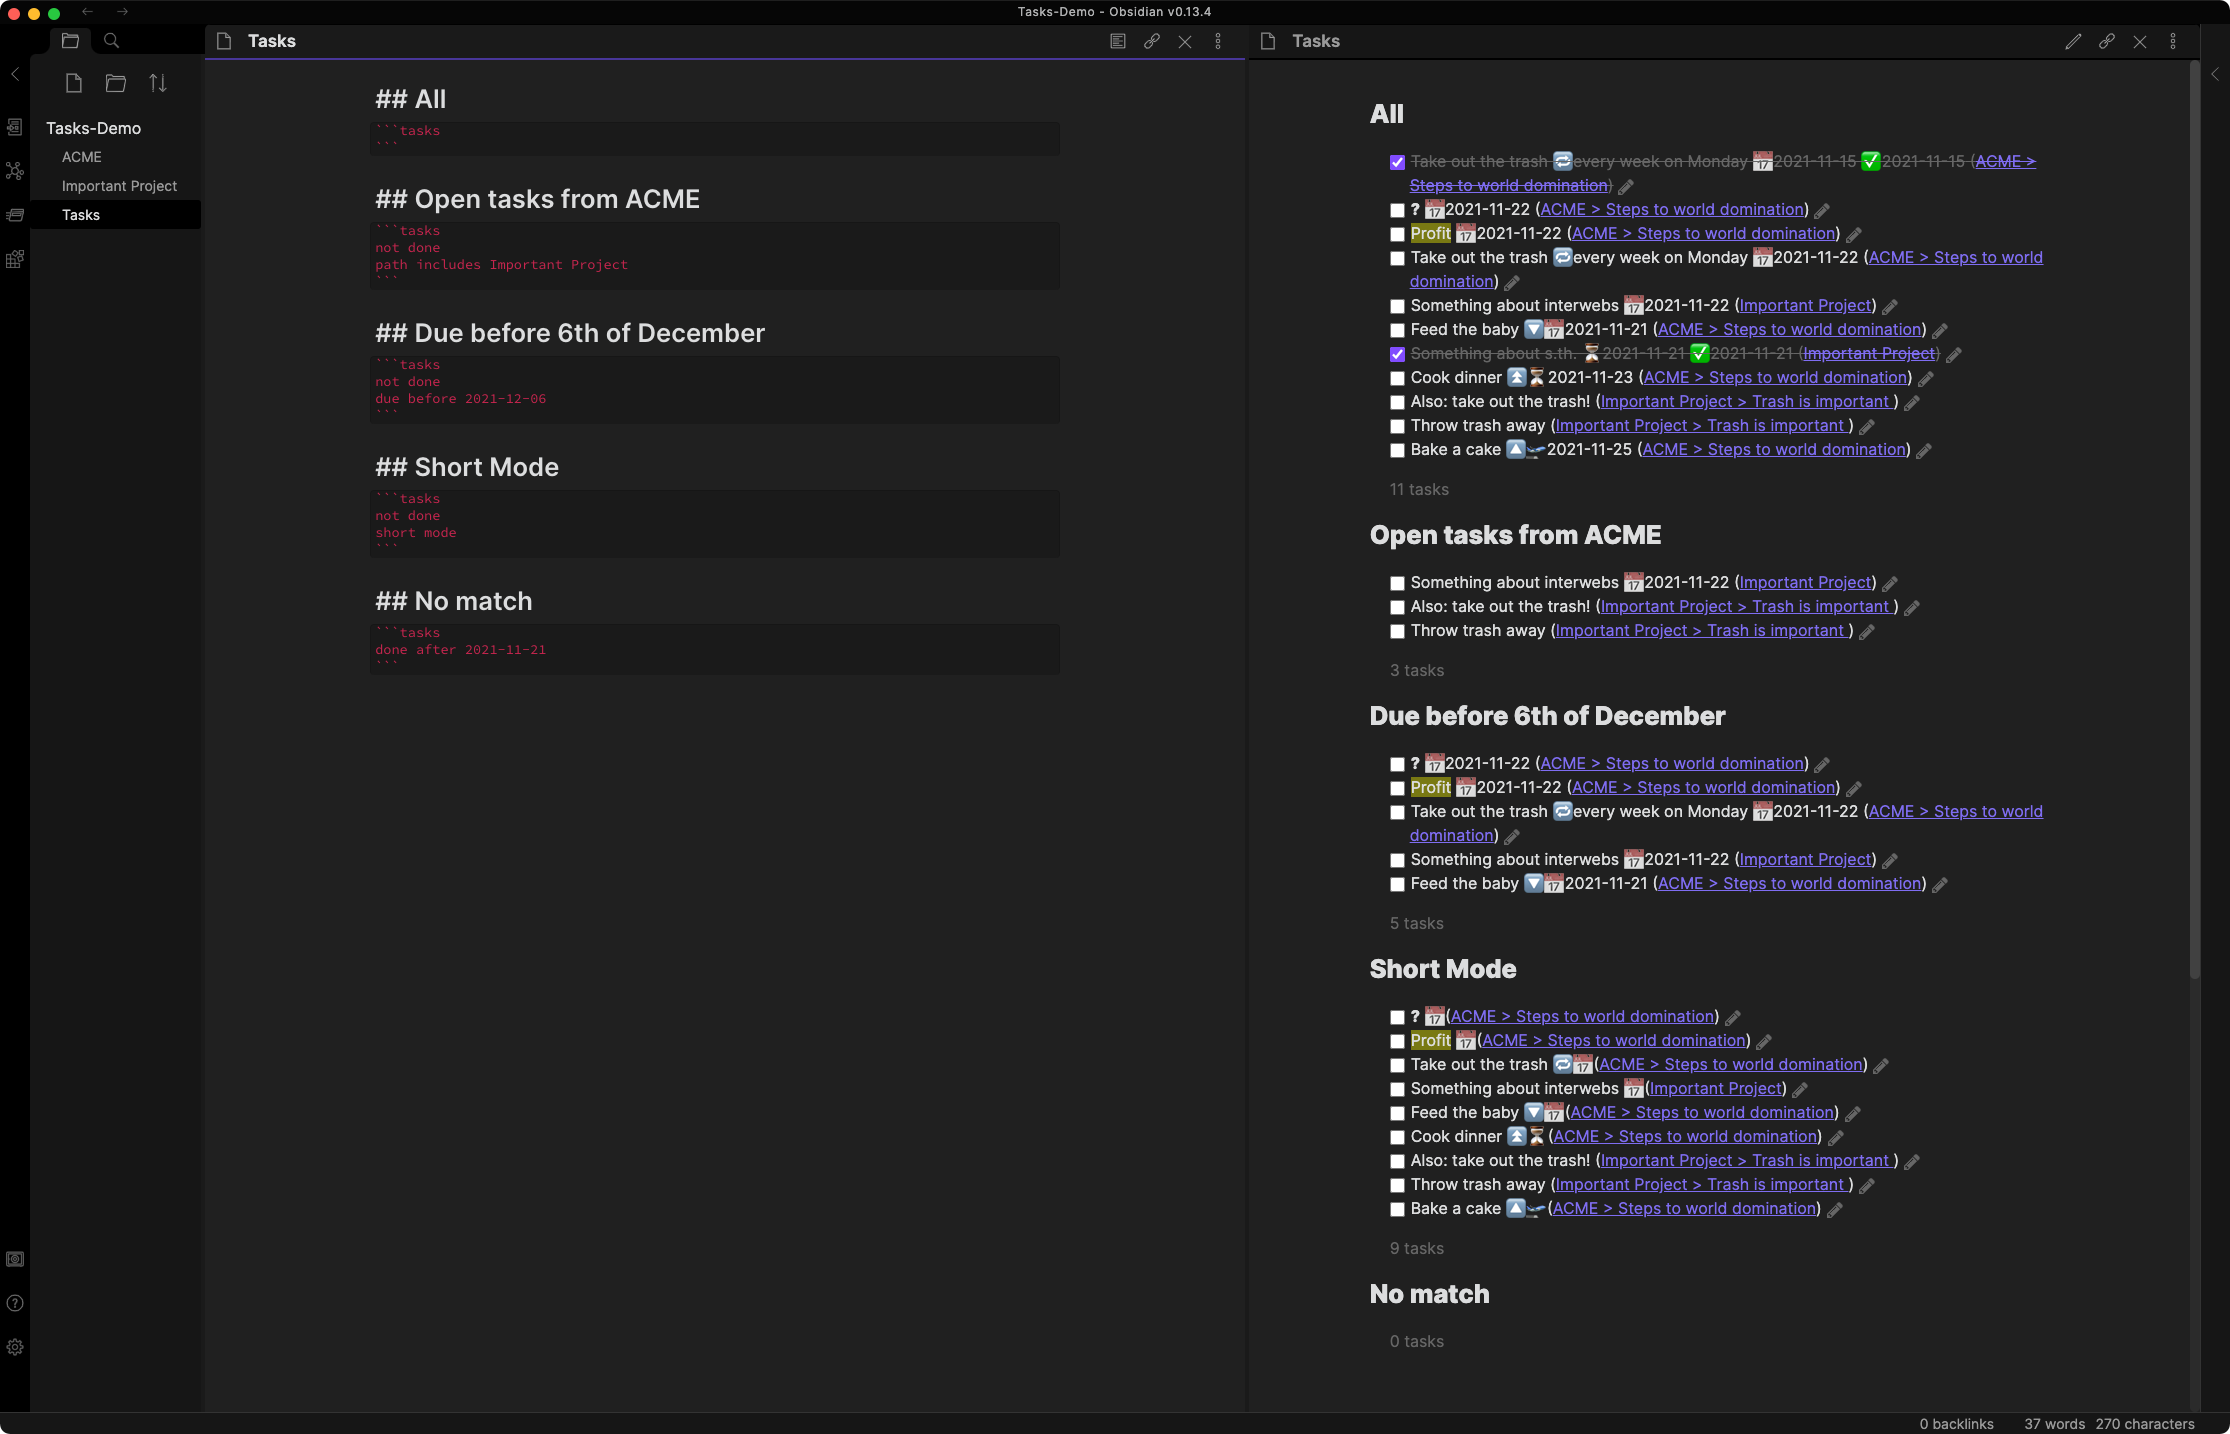 Tasks-Demo - Obsidian v0.13.4
Tasks
Tasks
Tasks-Demo
ACME
Important Project
Tasks
## All
```tasks
```
## Open tasks from ACME
```tasks
not done
path includes Important Project
```
## Due before 6th of December
```tasks
not done
due before 2021-12-06
```
## Short Mode
```tasks
not done
short mode
```
## No match
```tasks
done after 2021-11-21
```
All
Take out the trash 🔁every week on Monday 📅2021-11-15 ✅2021-11-15 (ACME >
Steps to world domination)
? 📅2021-11-22 (ACME > Steps to world domination)
Profit 📅2021-11-22 (ACME > Steps to world domination)
Take out the trash 🔁every week on Monday 📅2021-11-22 (ACME > Steps to world
domination)
Something about interwebs 📅2021-11-22 (Important Project)
Feed the baby 🔽📅2021-11-21 (ACME > Steps to world domination)
Something about s.th. ⏳2021-11-21 ✅2021-11-21 (Important Project)
Cook dinner ⏫⏳2021-11-23 (ACME > Steps to world domination)
Also: take out the trash! (Important Project > Trash is important )
Throw trash away (Important Project > Trash is important )
Bake a cake 🔼🛫2021-11-25 (ACME > Steps to world domination)
11 tasks
Open tasks from ACME
Something about interwebs 📅2021-11-22 (Important Project)
Also: take out the trash! (Important Project > Trash is important )
Throw trash away (Important Project > Trash is important )
3 tasks
Due before 6th of December
? 📅2021-11-22 (ACME > Steps to world domination)
Profit 📅2021-11-22 (ACME > Steps to world domination)
Take out the trash 🔁every week on Monday 📅2021-11-22 (ACME > Steps to world
domination)
Something about interwebs 📅2021-11-22 (Important Project)
Feed the baby 🔽📅2021-11-21 (ACME > Steps to world domination)
5 tasks
Short Mode
? 📅(ACME > Steps to world domination)
Profit 📅(ACME > Steps to world domination)
Take out the trash 🔁📅(ACME > Steps to world domination)
Something about interwebs 📅(Important Project)
Feed the baby 🔽📅(ACME > Steps to world domination)
Cook dinner ⏫⏳(ACME > Steps to world domination)
Also: take out the trash! (Important Project > Trash is important )
Throw trash away (Important Project > Trash is important )
Bake a cake 🔼🛫(ACME > Steps to world domination)
9 tasks
No match
0 tasks
0 backlinks 37 words 270 characters